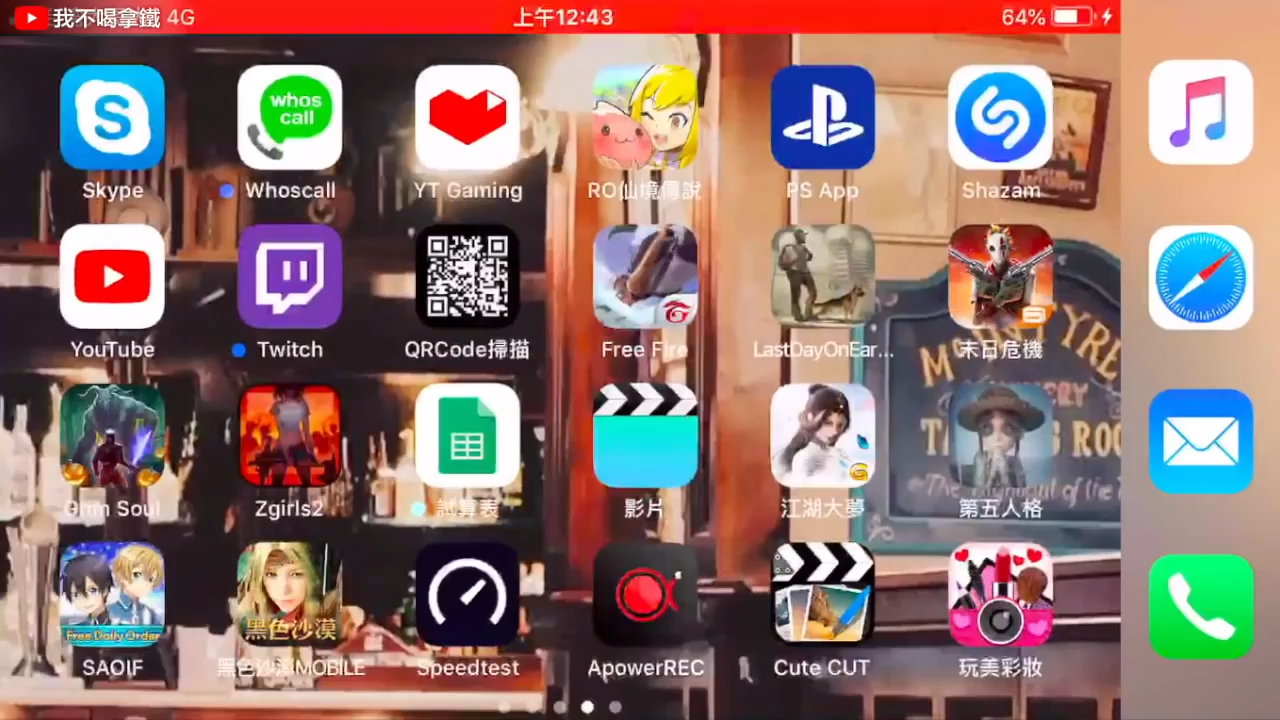 我不喝拿鐵 4G 上午12:43 64%
whos call
Skype Whoscall YT Gaming RO仙境傳說 PS App Shazam
YouTube Twitch QRCode掃描 Free Fire LastDayOnEar... 末日危機
Grim Soul Zgirls2 試算表 影片 江湖大夢 第五人格
Free Daily Order
黑色沙漠
SAOIF 黑色沙漠MOBILE Speedtest ApowerREC Cute CUT 玩美彩妝